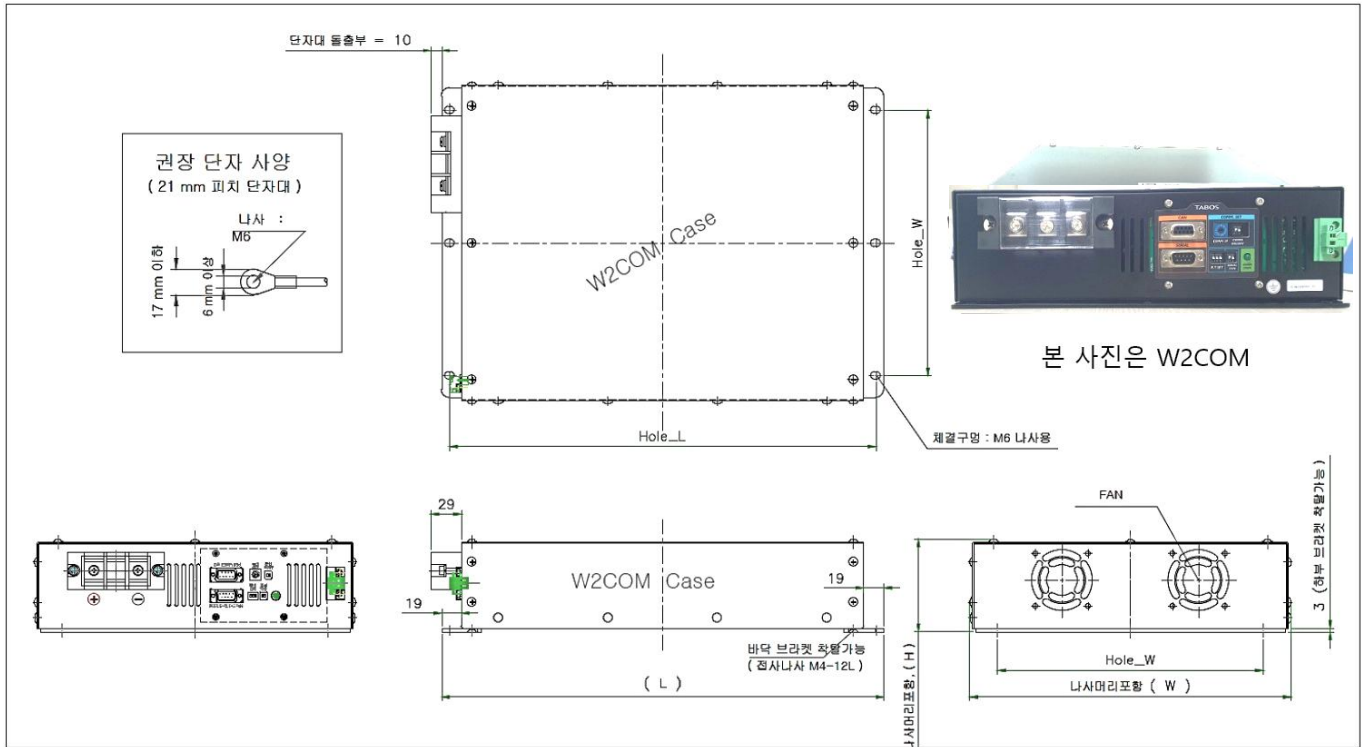 단자대 돌출부 = 10
권장 단자 사양
( 21 mm 피치 단자대 )
나사 :
M6
17 mm 이하
6 mm 이상
W2COM Case
Hole_W
Hole_L
체결구멍 : M6 나사용
TABOS
본 사진은 W2COM
29
19
W2COM Case
19
바닥 브라켓 착탈가능
( 접시나사 M4-12L )
( L )
FAN
3 (하부 브라켓 착탈가능)
나사머리포함, ( H )
Hole_W
나사머리포함 ( W )